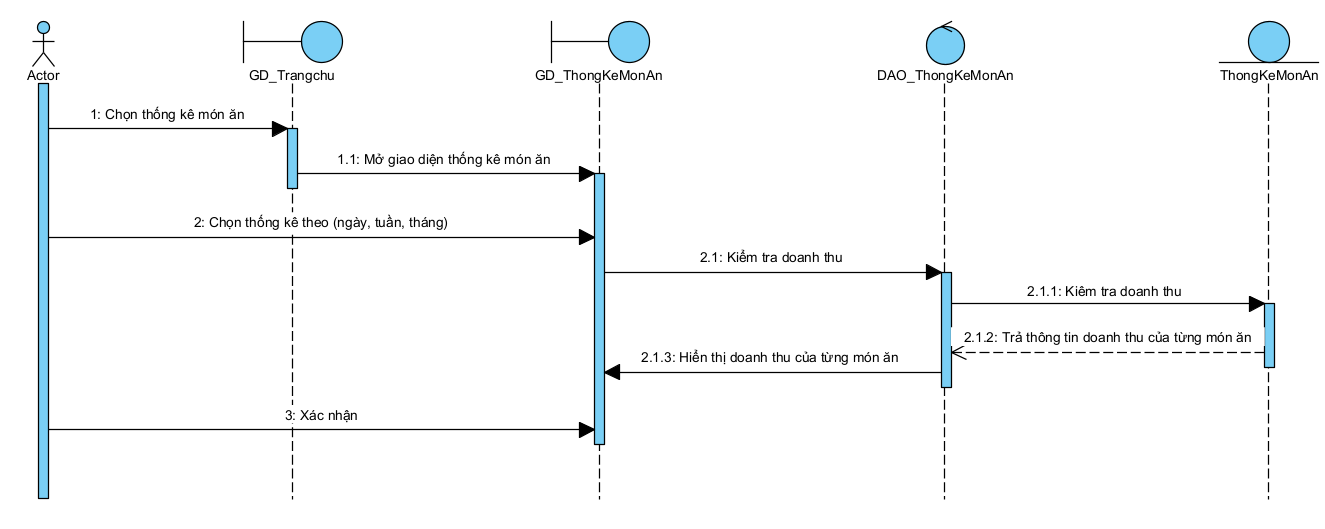 Actor
GD_Trangchu
GD_ThongKeMonAn
DAO_ThongKeMonAn
ThongKeMonAn
1: Chọn thống kê món ăn
1.1: Mở giao diện thống kê món ăn
2: Chọn thống kê theo (ngày, tuần, tháng)
2.1: Kiểm tra doanh thu
2.1.1: Kiêm tra doanh thu
2.1.2: Trả thông tin doanh thu của từng món ăn
2.1.3: Hiển thị doanh thu của từng món ăn
3: Xác nhận